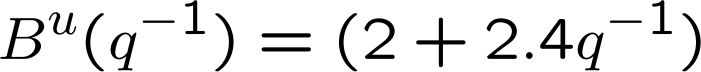 $B^u(q^{-1}) = (2 + 2.4q^{-1})$